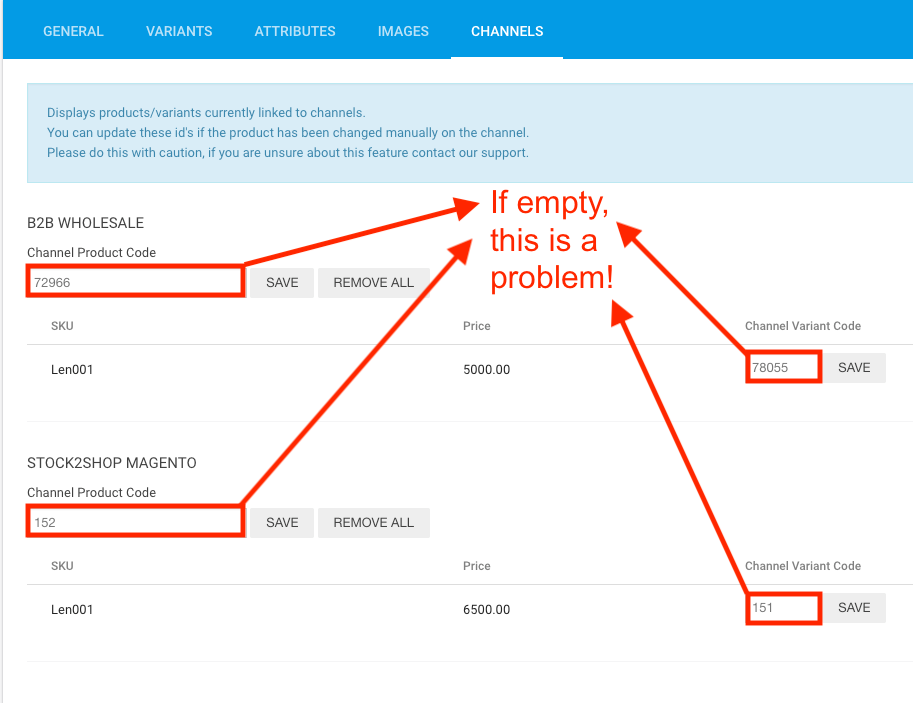 GENERAL VARIANTS ATTRIBUTES IMAGES CHANNELS
Displays products/variants currently linked to channels.
You can update these id's if the product has been changed manually on the channel.
Please do this with caution, if you are unsure about this feature contact our support.
If empty,
this is a
problem!
B2B WHOLESALE
Channel Product Code
72966 SAVE REMOVE ALL
SKU Price Channel Variant Code
Len001 5000.00 78055 SAVE
STOCK2SHOP MAGENTO
Channel Product Code
152 SAVE REMOVE ALL
SKU Price Channel Variant Code
Len001 6500.00 151 SAVE